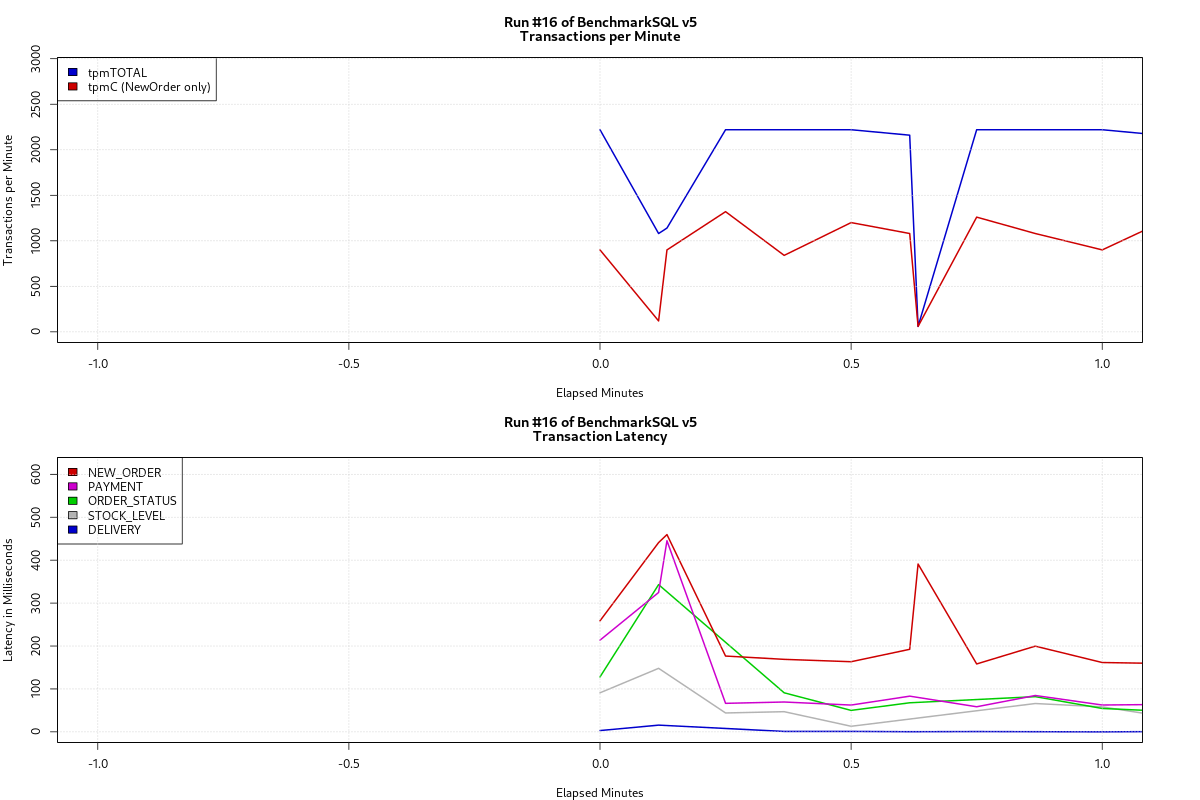 Run #16 of BenchmarkSQL v5
Transactions per Minute
3000
2500
2000
1500
1000
500
0
Transactions per Minute
tpmTOTAL
tpmC (NewOrder only)
-1.0 -0.5 0.0 0.5 1.0
Elapsed Minutes
Run #16 of BenchmarkSQL v5
Transaction Latency
600
500
400
300
200
100
0
Latency in Milliseconds
NEW_ORDER
PAYMENT
ORDER_STATUS
STOCK_LEVEL
DELIVERY
-1.0 -0.5 0.0 0.5 1.0
Elapsed Minutes